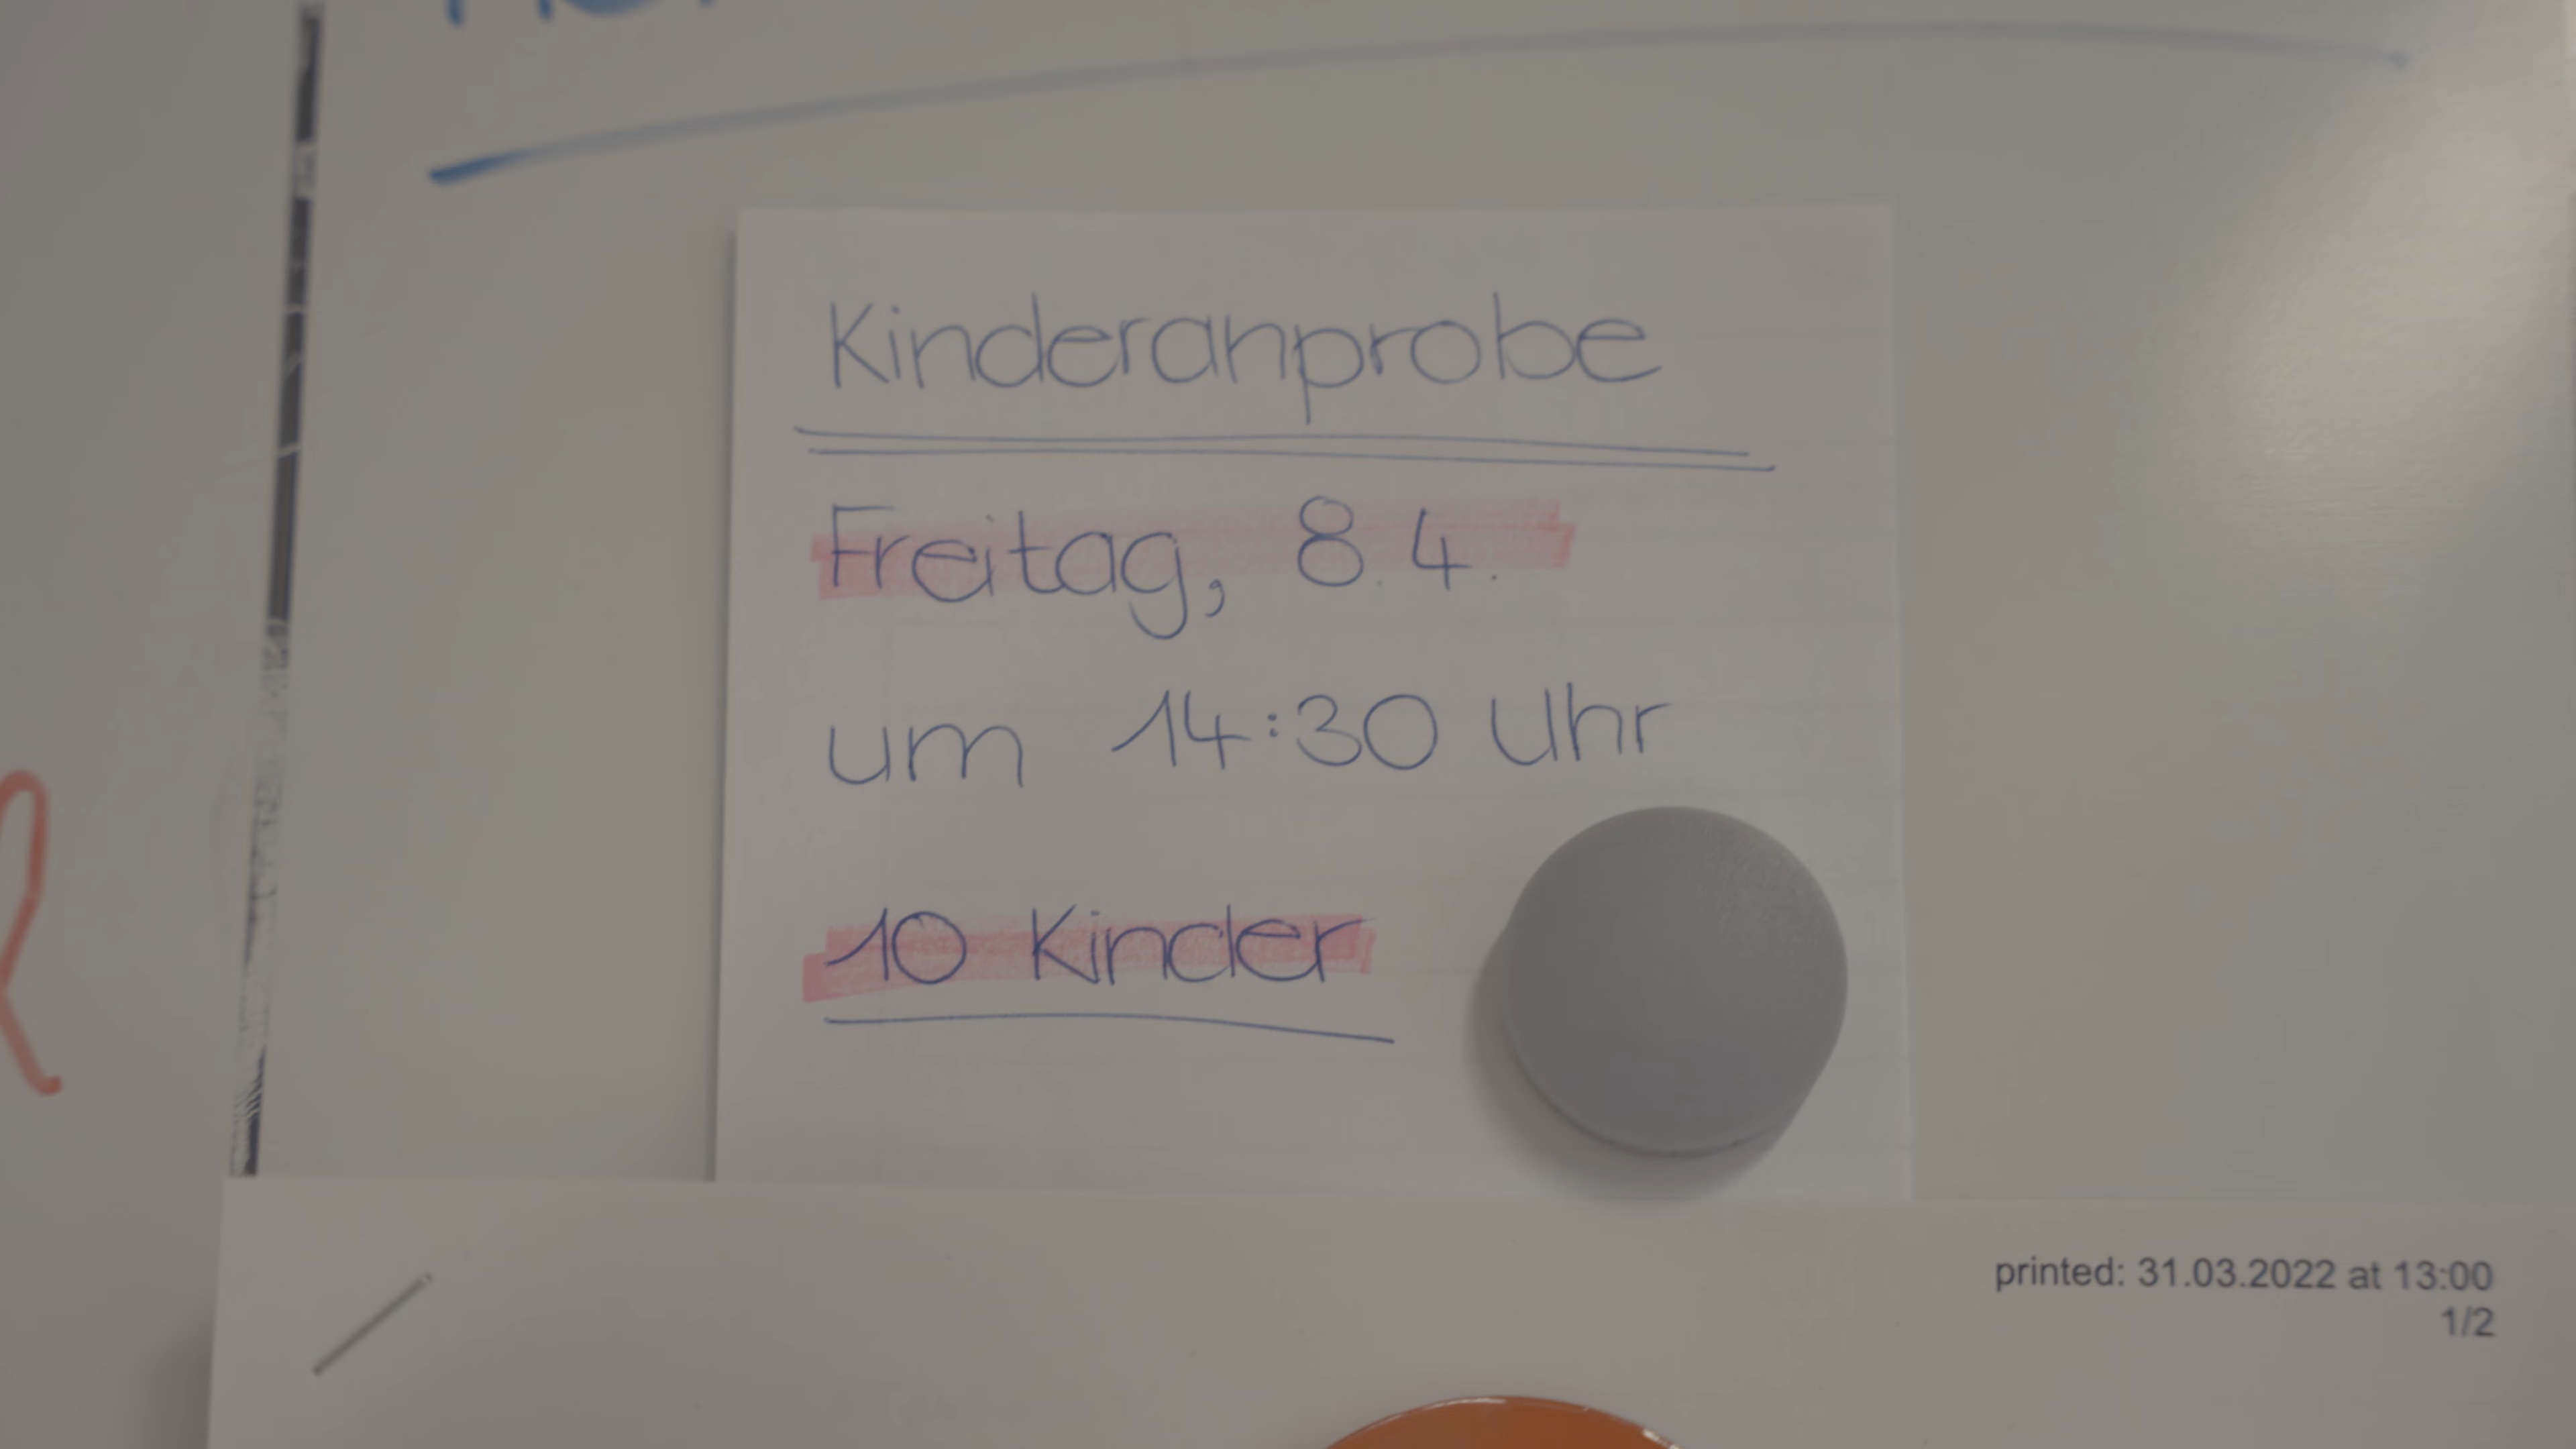 Kinderanprobe
Freitag, 8.4.
um 14:30 Uhr
10 Kinder
printed: 31.03.2022 at 13:00
1/2